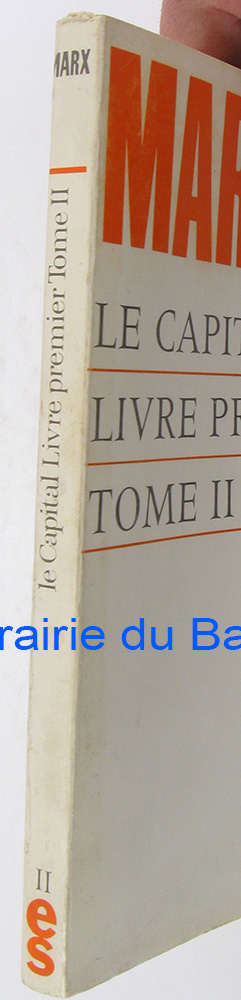 MARX
le Capital Livre premier Tome II
II
es
MAR
LE CAPIT
LIVRE PR
TOME II
rairie du Ba